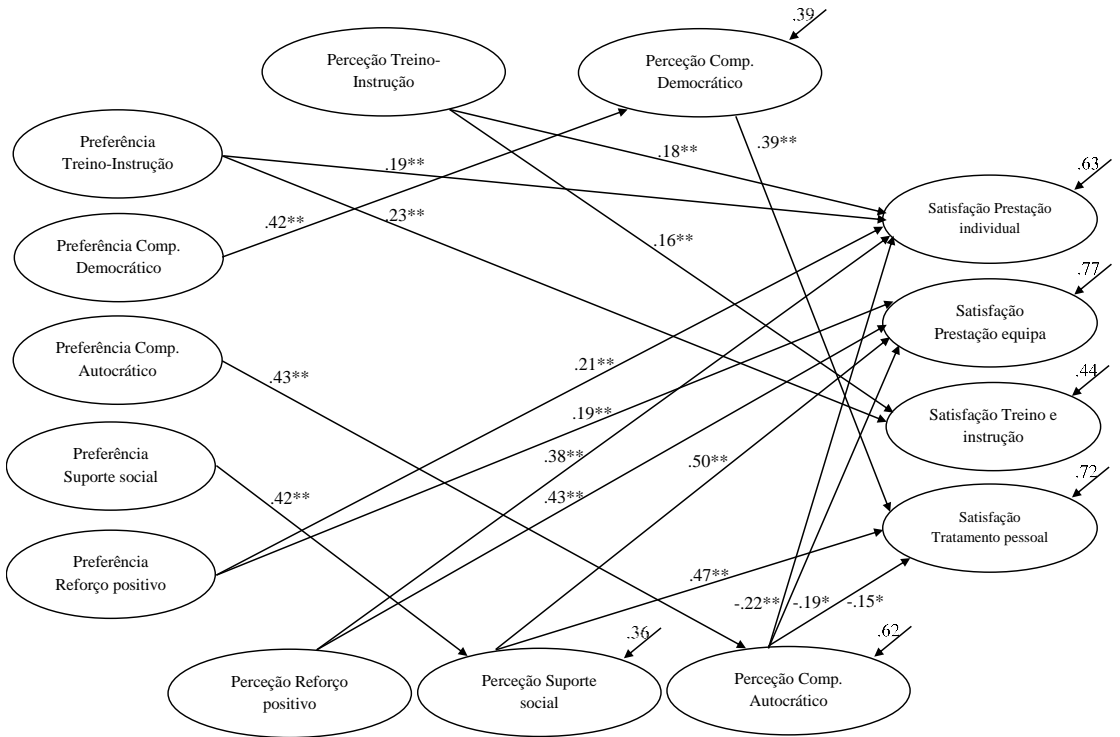 .39
Perceção Treino-
Instrução
Perceção Comp.
Democrático
Preferência
Treino-Instrução
.19**
.18**
.39**
.63
Satisfação Prestação
individual
.42**
.23**
.16**
Preferência Comp.
Democrático
.77
Satisfação
Prestação equipa
Preferência Comp.
Autocrático
.43**
.21**
.44
.19**
Satisfação Treino e
instrução
Preferência
Suporte social
.38**
.50**
.42**
.43**
.72
Satisfação
Tratamento pessoal
Preferência
Reforço positivo
.47**
-.22**
-.19*
-.15*
.36
.62
Perceção Reforço
positivo
Perceção Suporte
social
Perceção Comp.
Autocrático